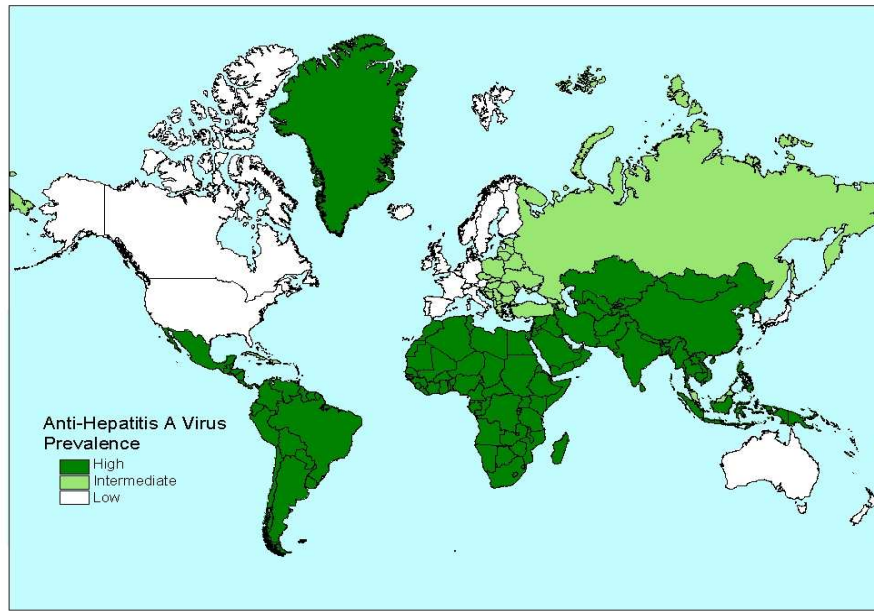 Anti-Hepatitis A Virus
Prevalence
High
Intermediate
Low